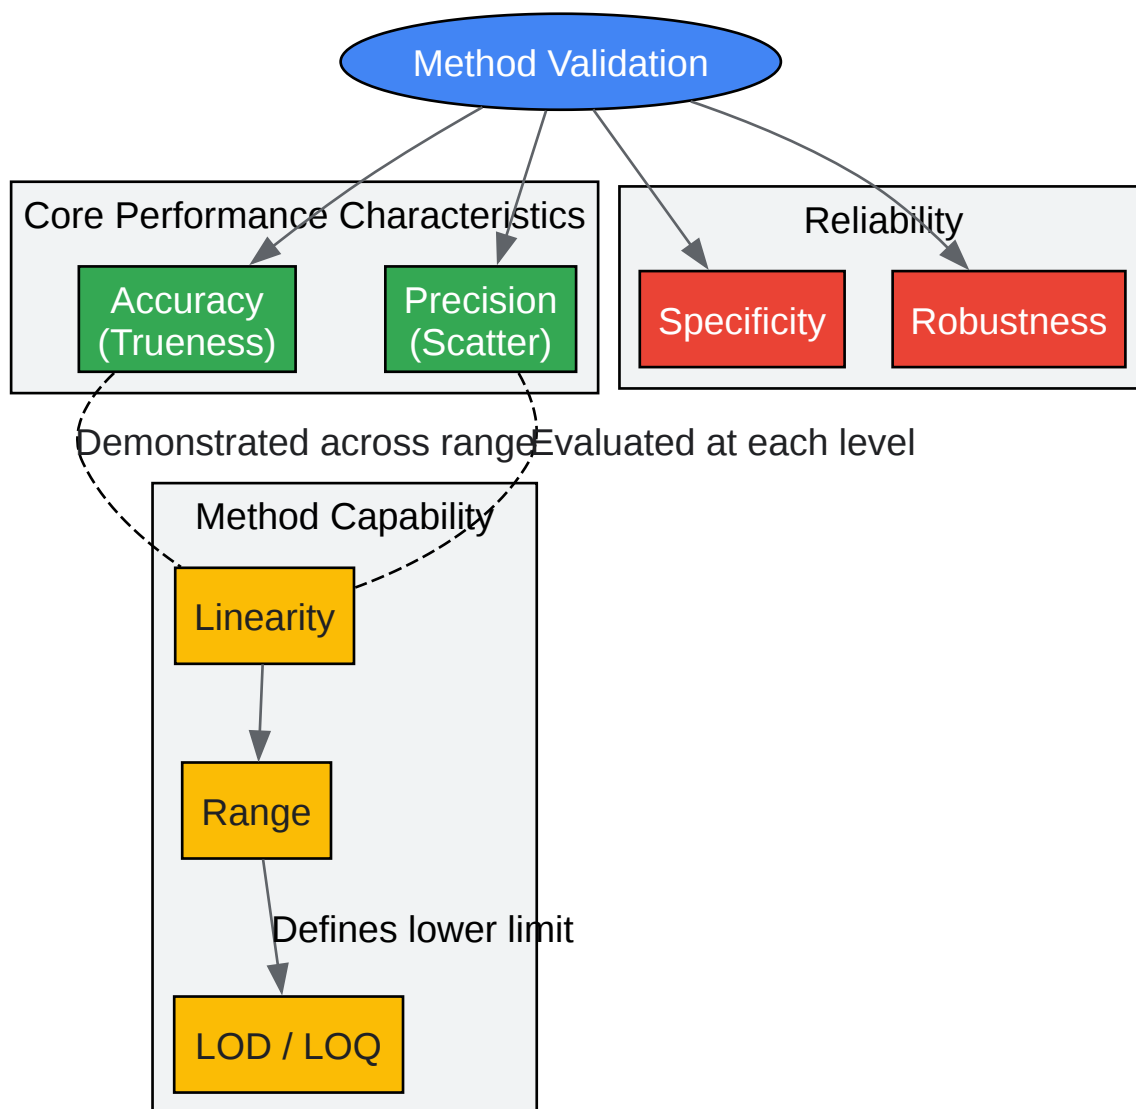 Method Validation
Core Performance Characteristics
Reliability
Accuracy
(Trueness)
Precision
(Scatter)
Specificity
Robustness
Demonstrated across range
Evaluated at each level
Method Capability
Linearity
Range
Defines lower limit
LOD / LOQ